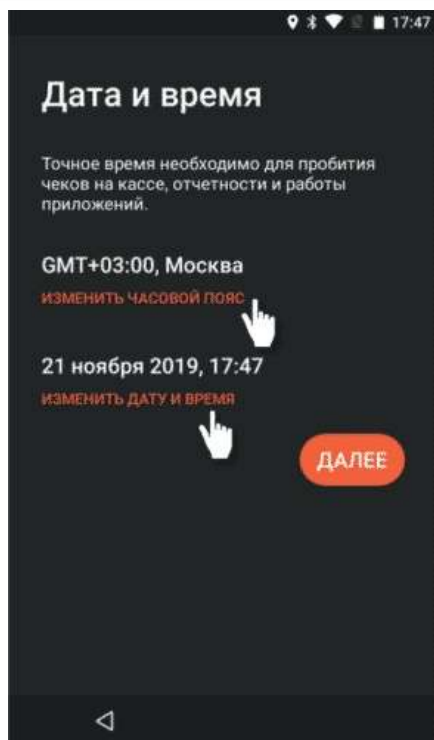 17:47
Дата и время
Точное время необходимо для пробития
чеков на кассе, отчетности и работы
приложений.
GMT+03:00, Москва
ИЗМЕНИТЬ ЧАСОВОЙ ПОЯС
21 ноября 2019, 17:47
ИЗМЕНИТЬ ДАТУ И ВРЕМЯ
ДАЛЕЕ